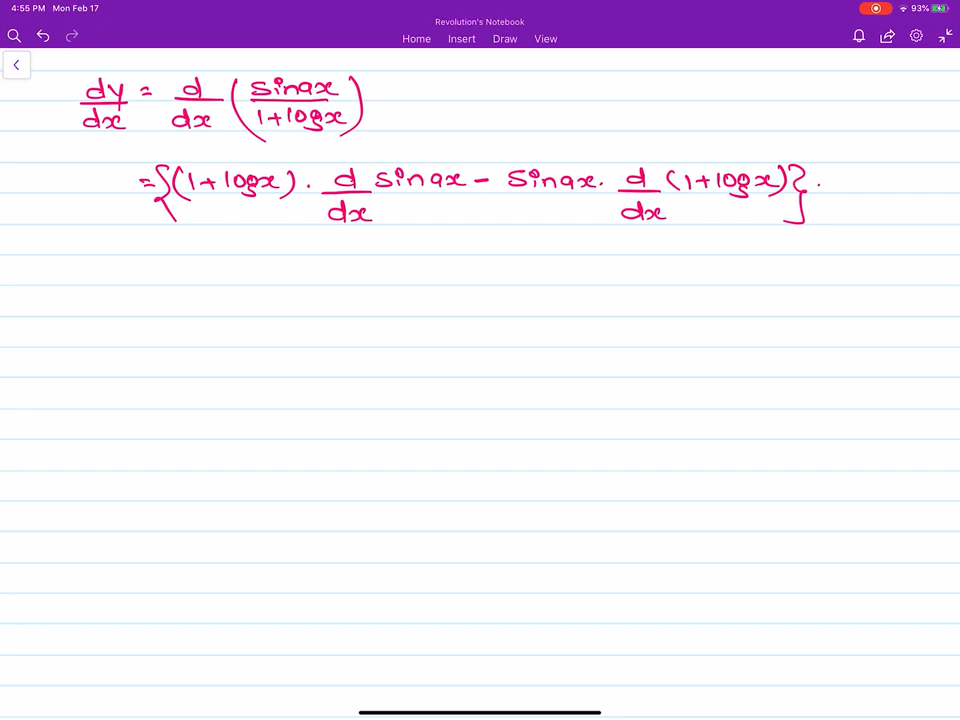 4:55 PM Mon Feb 17 93%
Revolution's Notebook
Home Insert Draw View
dy/dx = d/dx (sinax/1+logx)
= {(1+logx) . d/dx sinax - sinax . d/dx (1+logx)} .